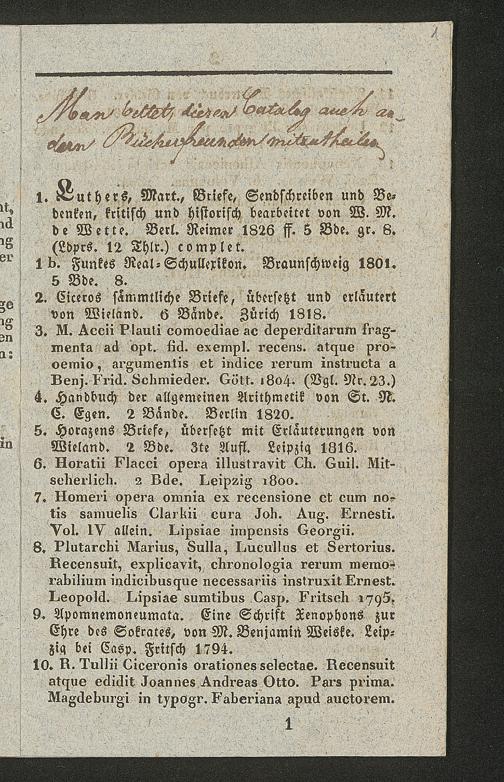 1
Man bittet, diesen Catalog auch an-
dern Bücherfreunden mitzutheilen
1. Luthers, Mart., Briefe, Sendschreiben und Be-
denken, kritisch und historisch bearbeitet von W. M.
de Wette. Berl. Reimer 1826 ff. 5 Bde. gr. 8.
(Ldprs. 12 Thlr.) complet.
1 b. Funkes Real-Schullexikon. Braunschweig 1801.
5 Bde. 8.
2. Ciceros sämmtliche Briefe, übersetzt und erläutert
von Wieland. 6 Bände. Zürich 1818.
3. M. Accii Plauti comoediae ac deperditarum frag-
menta ad opt. fid. exempl. recens. atque pro-
oemio, argumentis et indice rerum instructa a
Benj. Frid. Schmieder. Gött. 1804. (Vgl. Nr. 23.)
4. Handbuch der allgemeinen Arithmetik von St. N.
C. Egen. 2 Bände. Berlin 1820.
5. Horazens Briefe, übersetzt mit Erläuterungen von
Wieland. 2 Bde. 3te Aufl. Leipzig 1816.
6. Horatii Flacci opera illustravit Ch. Guil. Mit-
scherlich. 2 Bde. Leipzig 1800.
7. Homeri opera omnia ex recensione et cum no-
tis samuelis Clarkii cura Joh. Aug. Ernesti.
Vol. IV allein. Lipsiae impensis Georgii.
8. Plutarchi Marius, Sulla, Lucullus et Sertorius.
Recensuit, explicavit, chronologia rerum memo-
rabilium indicibusque necessariis instruxit Ernest.
Leopold. Lipsiae sumtibus Casp. Fritsch 1795.
9. Apomnemoneumata. Eine Schrift Xenophons zur
Ehre des Sokrates, von M. Benjamin Weiske. Leip-
zig bei Casp. Fritsch 1794.
10. R. Tullii Ciceronis orationes selectae. Recensuit
atque edidit Joannes Andreas Otto. Pars prima.
Magdeburgi in typogr. Faberiana apud auctorem.
1